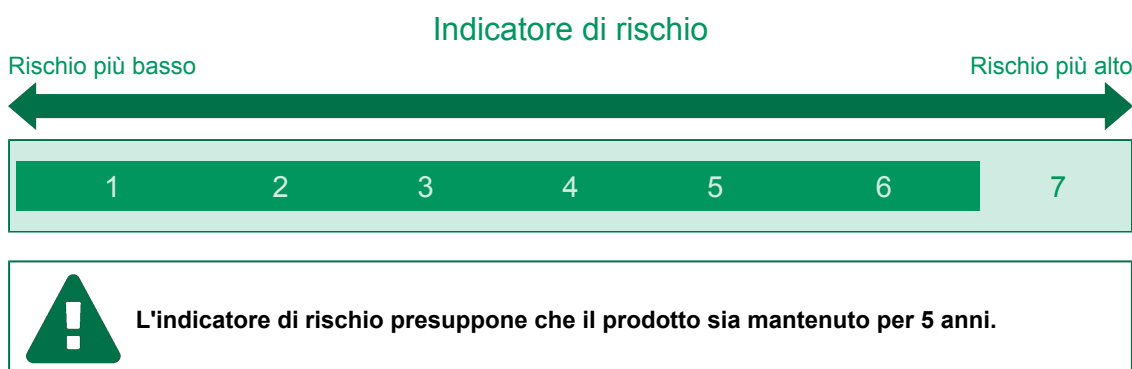 Indicatore di rischio
Rischio più basso Rischio più alto
1 2 3 4 5 6 7
L'indicatore di rischio presuppone che il prodotto sia mantenuto per 5 anni.